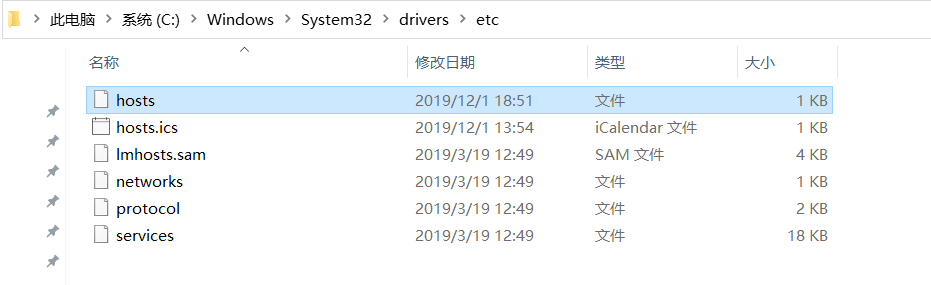 此电脑 > 系统 (C:) > Windows > System32 > drivers > etc
名称 修改日期 类型 大小
hosts 2019/12/1 18:51 文件 1 KB
hosts.ics 2019/12/1 13:54 iCalendar 文件 1 KB
lmhosts.sam 2019/3/19 12:49 SAM 文件 4 KB
networks 2019/3/19 12:49 文件 1 KB
protocol 2019/3/19 12:49 文件 2 KB
services 2019/3/19 12:49 文件 18 KB